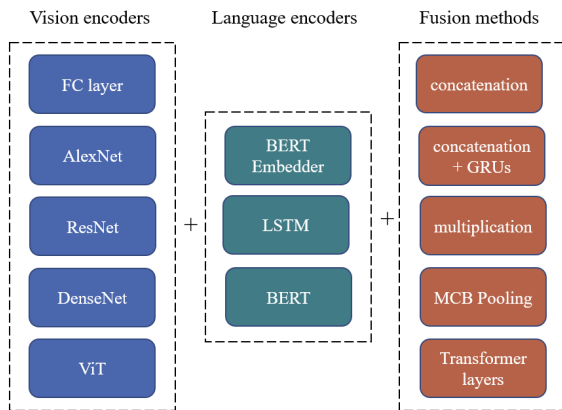 Vision encoders
FC layer
AlexNet
ResNet
DenseNet
ViT
+
Language encoders
BERT
Embedder
LSTM
BERT
+
Fusion methods
concatenation
concatenation
+ GRUs
multiplication
MCB Pooling
Transformer
layers